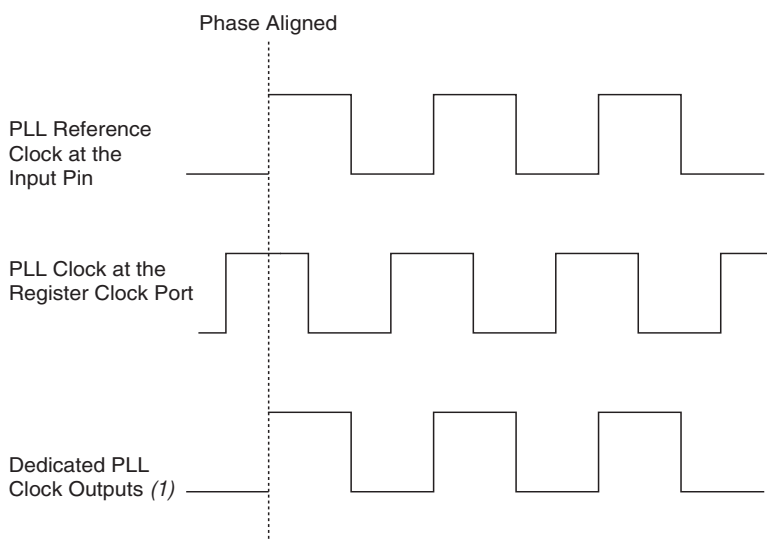 Phase Aligned
PLL Reference
Clock at the
Input Pin
PLL Clock at the
Register Clock Port
Dedicated PLL
Clock Outputs (1)